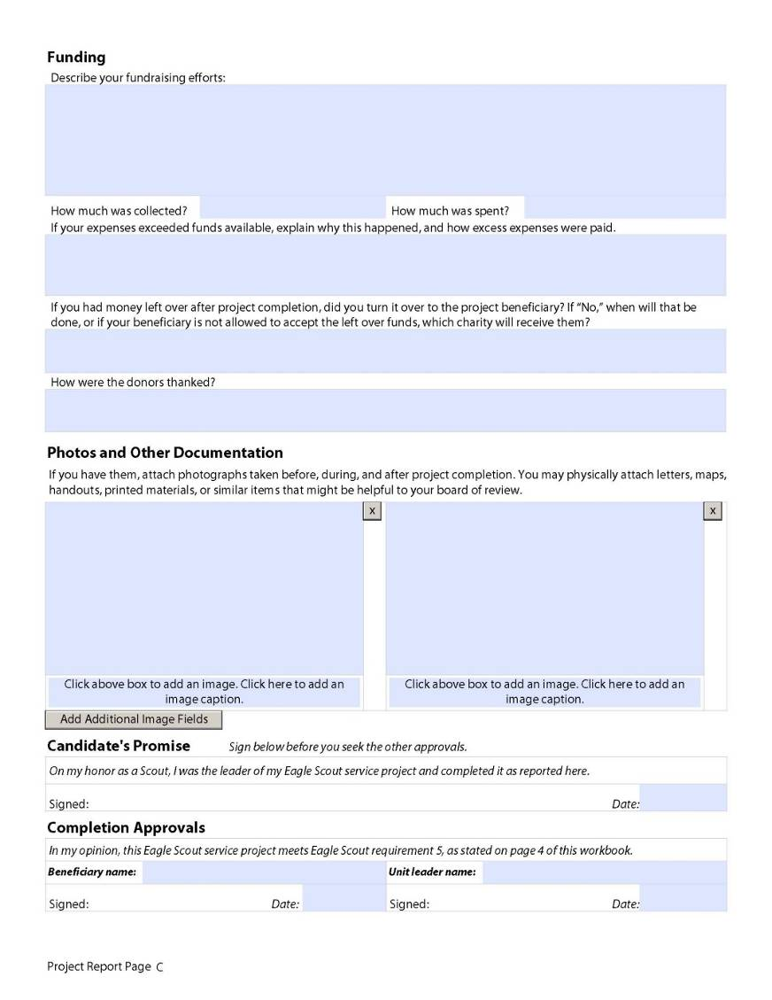 Funding
Describe your fundraising efforts:
How much was collected? How much was spent?
If your expenses exceeded funds available, explain why this happened, and how excess expenses were paid.
If you had money left over after project completion, did you turn it over to the project beneficiary? If “No,” when will that be
done, or if your beneficiary is not allowed to accept the left over funds, which charity will receive them?
How were the donors thanked?
Photos and Other Documentation
If you have them, attach photographs taken before, during, and after project completion. You may physically attach letters, maps,
handouts, printed materials, or similar items that might be helpful to your board of review.
X X
Click above box to add an image. Click here to add an
image caption.
Click above box to add an image. Click here to add an
image caption.
Add Additional Image Fields
Candidate's Promise Sign below before you seek the other approvals.
On my honor as a Scout, I was the leader of my Eagle Scout service project and completed it as reported here.
Signed: Date:
Completion Approvals
In my opinion, this Eagle Scout service project meets Eagle Scout requirement 5, as stated on page 4 of this workbook.
Beneficiary name: Unit leader name:
Signed: Date: Signed: Date:
Project Report Page C